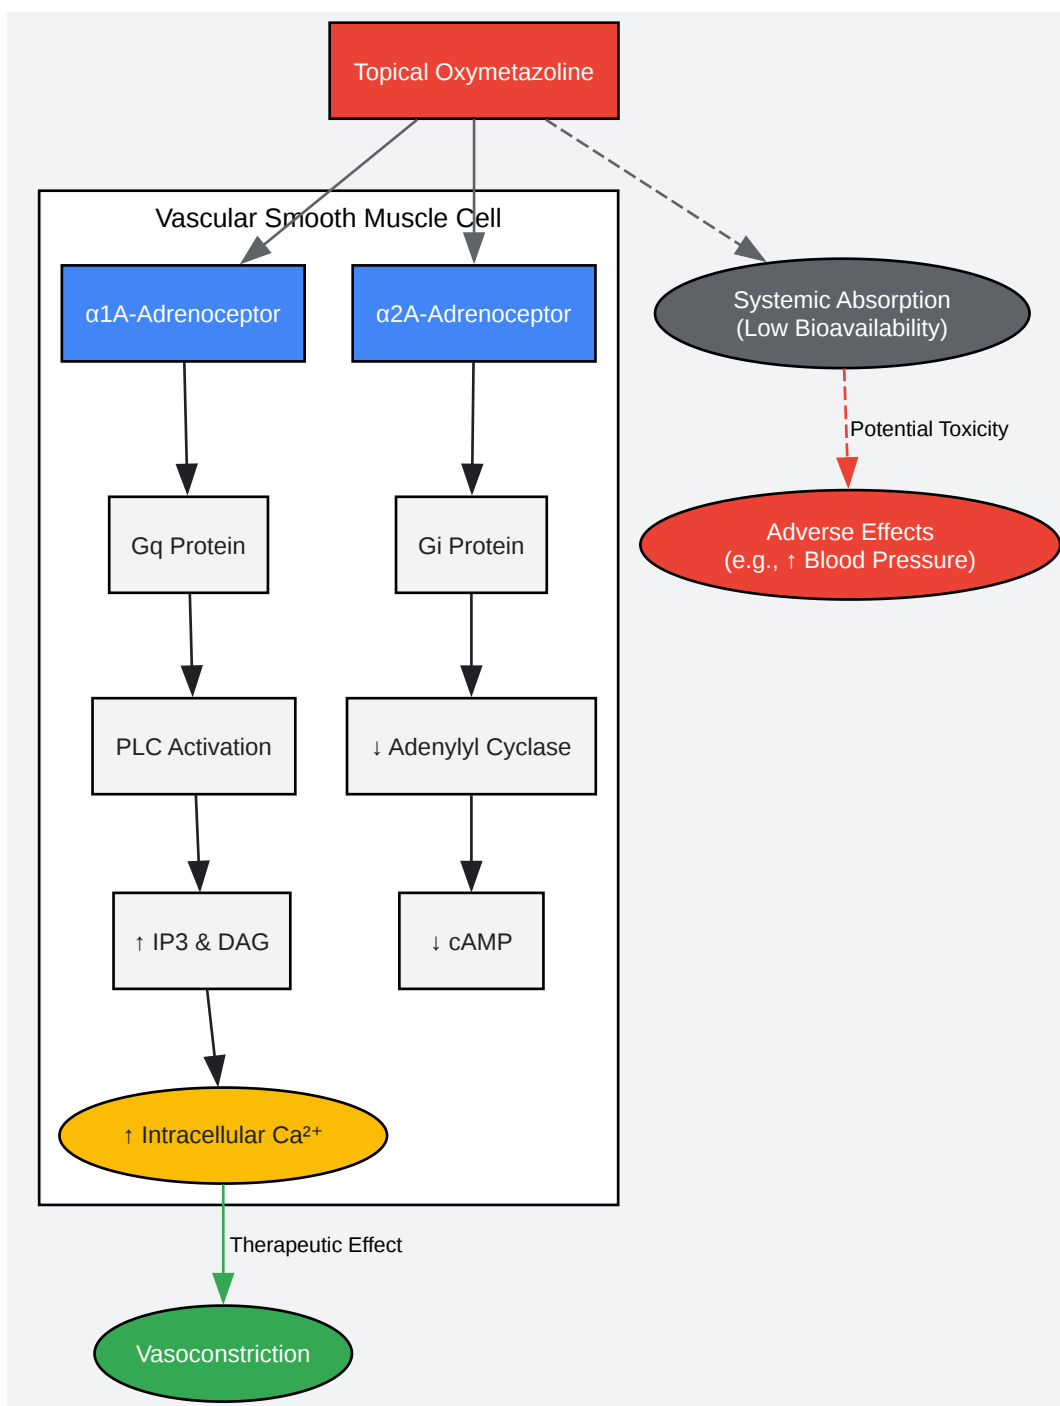 Topical Oxymetazoline
Vascular Smooth Muscle Cell
α1A-Adrenoceptor
α2A-Adrenoceptor
Systemic Absorption
(Low Bioavailability)
Potential Toxicity
Gq Protein
Gi Protein
Adverse Effects
(e.g., ↑ Blood Pressure)
PLC Activation
↓ Adenylyl Cyclase
↑ IP3 & DAG
↓ cAMP
↑ Intracellular Ca²⁺
Therapeutic Effect
Vasoconstriction